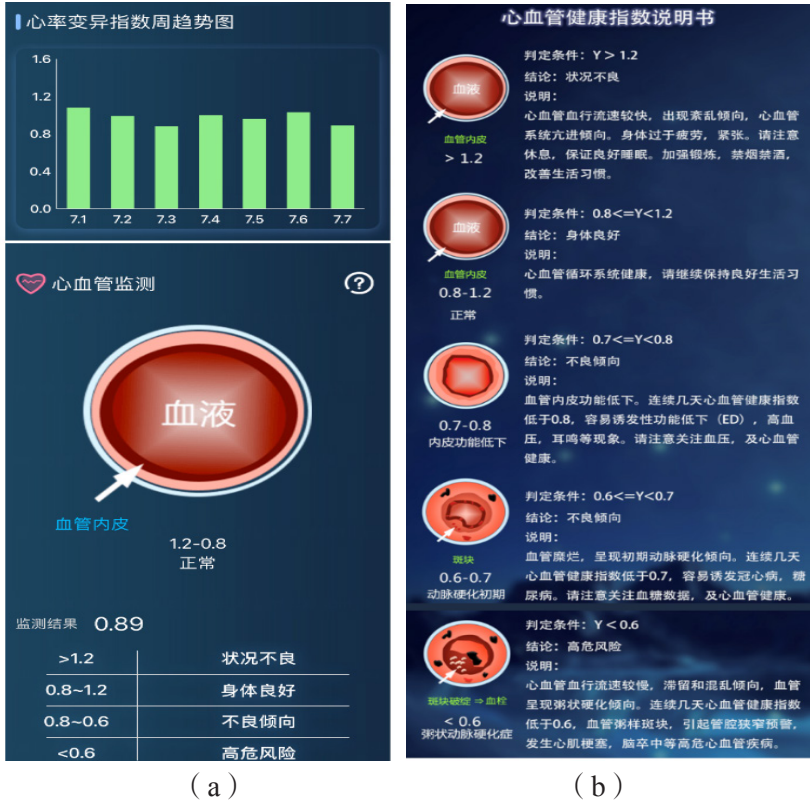 心率变异指数周趋势图
1.6
1.2
0.8
0.4
0.0
7.1 7.2 7.3 7.4 7.5 7.6 7.7
心血管监测
?
血液
血管内皮
1.2-0.8
正常
监测结果 0.89
>1.2 状况不良
0.8~1.2 身体良好
0.8~0.6 不良倾向
<0.6 高危风险
(a)
心血管健康指数说明书
血液
血管内皮
> 1.2
判定条件：Y > 1.2
结论：状况不良
说明：
心血管血行流速较快，出现紊乱倾向，心血管
系统亢进倾向。身体过于疲劳，紧张。请注意
休息，保证良好睡眠。加强锻炼，禁烟禁酒，
改善生活习惯。
血液
血管内皮
0.8-1.2
正常
判定条件：0.8<=Y<1.2
结论：身体良好
说明：
心血管循环系统健康，请继续保持良好生活习
惯。
0.7-0.8
内皮功能低下
判定条件：0.7<=Y<0.8
结论：不良倾向
说明：
血管内皮功能低下。连续几天心血管健康指数
低于0.8，容易诱发性功能低下（ED），高血
压，耳鸣等现象。请注意关注血压，及心血管
健康。
斑块
0.6-0.7
动脉硬化初期
判定条件：0.6<=Y<0.7
结论：不良倾向
说明：
血管糜烂，呈现初期动脉硬化倾向。连续几天
心血管健康指数低于0.7，容易诱发冠心病，糖
尿病。请注意关注血糖数据，及心血管健康。
斑块破绽 ⇒ 血栓
< 0.6
粥状动脉硬化症
判定条件：Y < 0.6
结论：高危风险
说明：
心血管血行流速较慢，滞留和混乱倾向，血管
呈现粥状硬化倾向。连续几天心血管健康指数
低于0.6，血管粥样斑块，引起管腔狭窄预警，
发生心肌梗塞，脑卒中等高危心血管疾病。
(b)